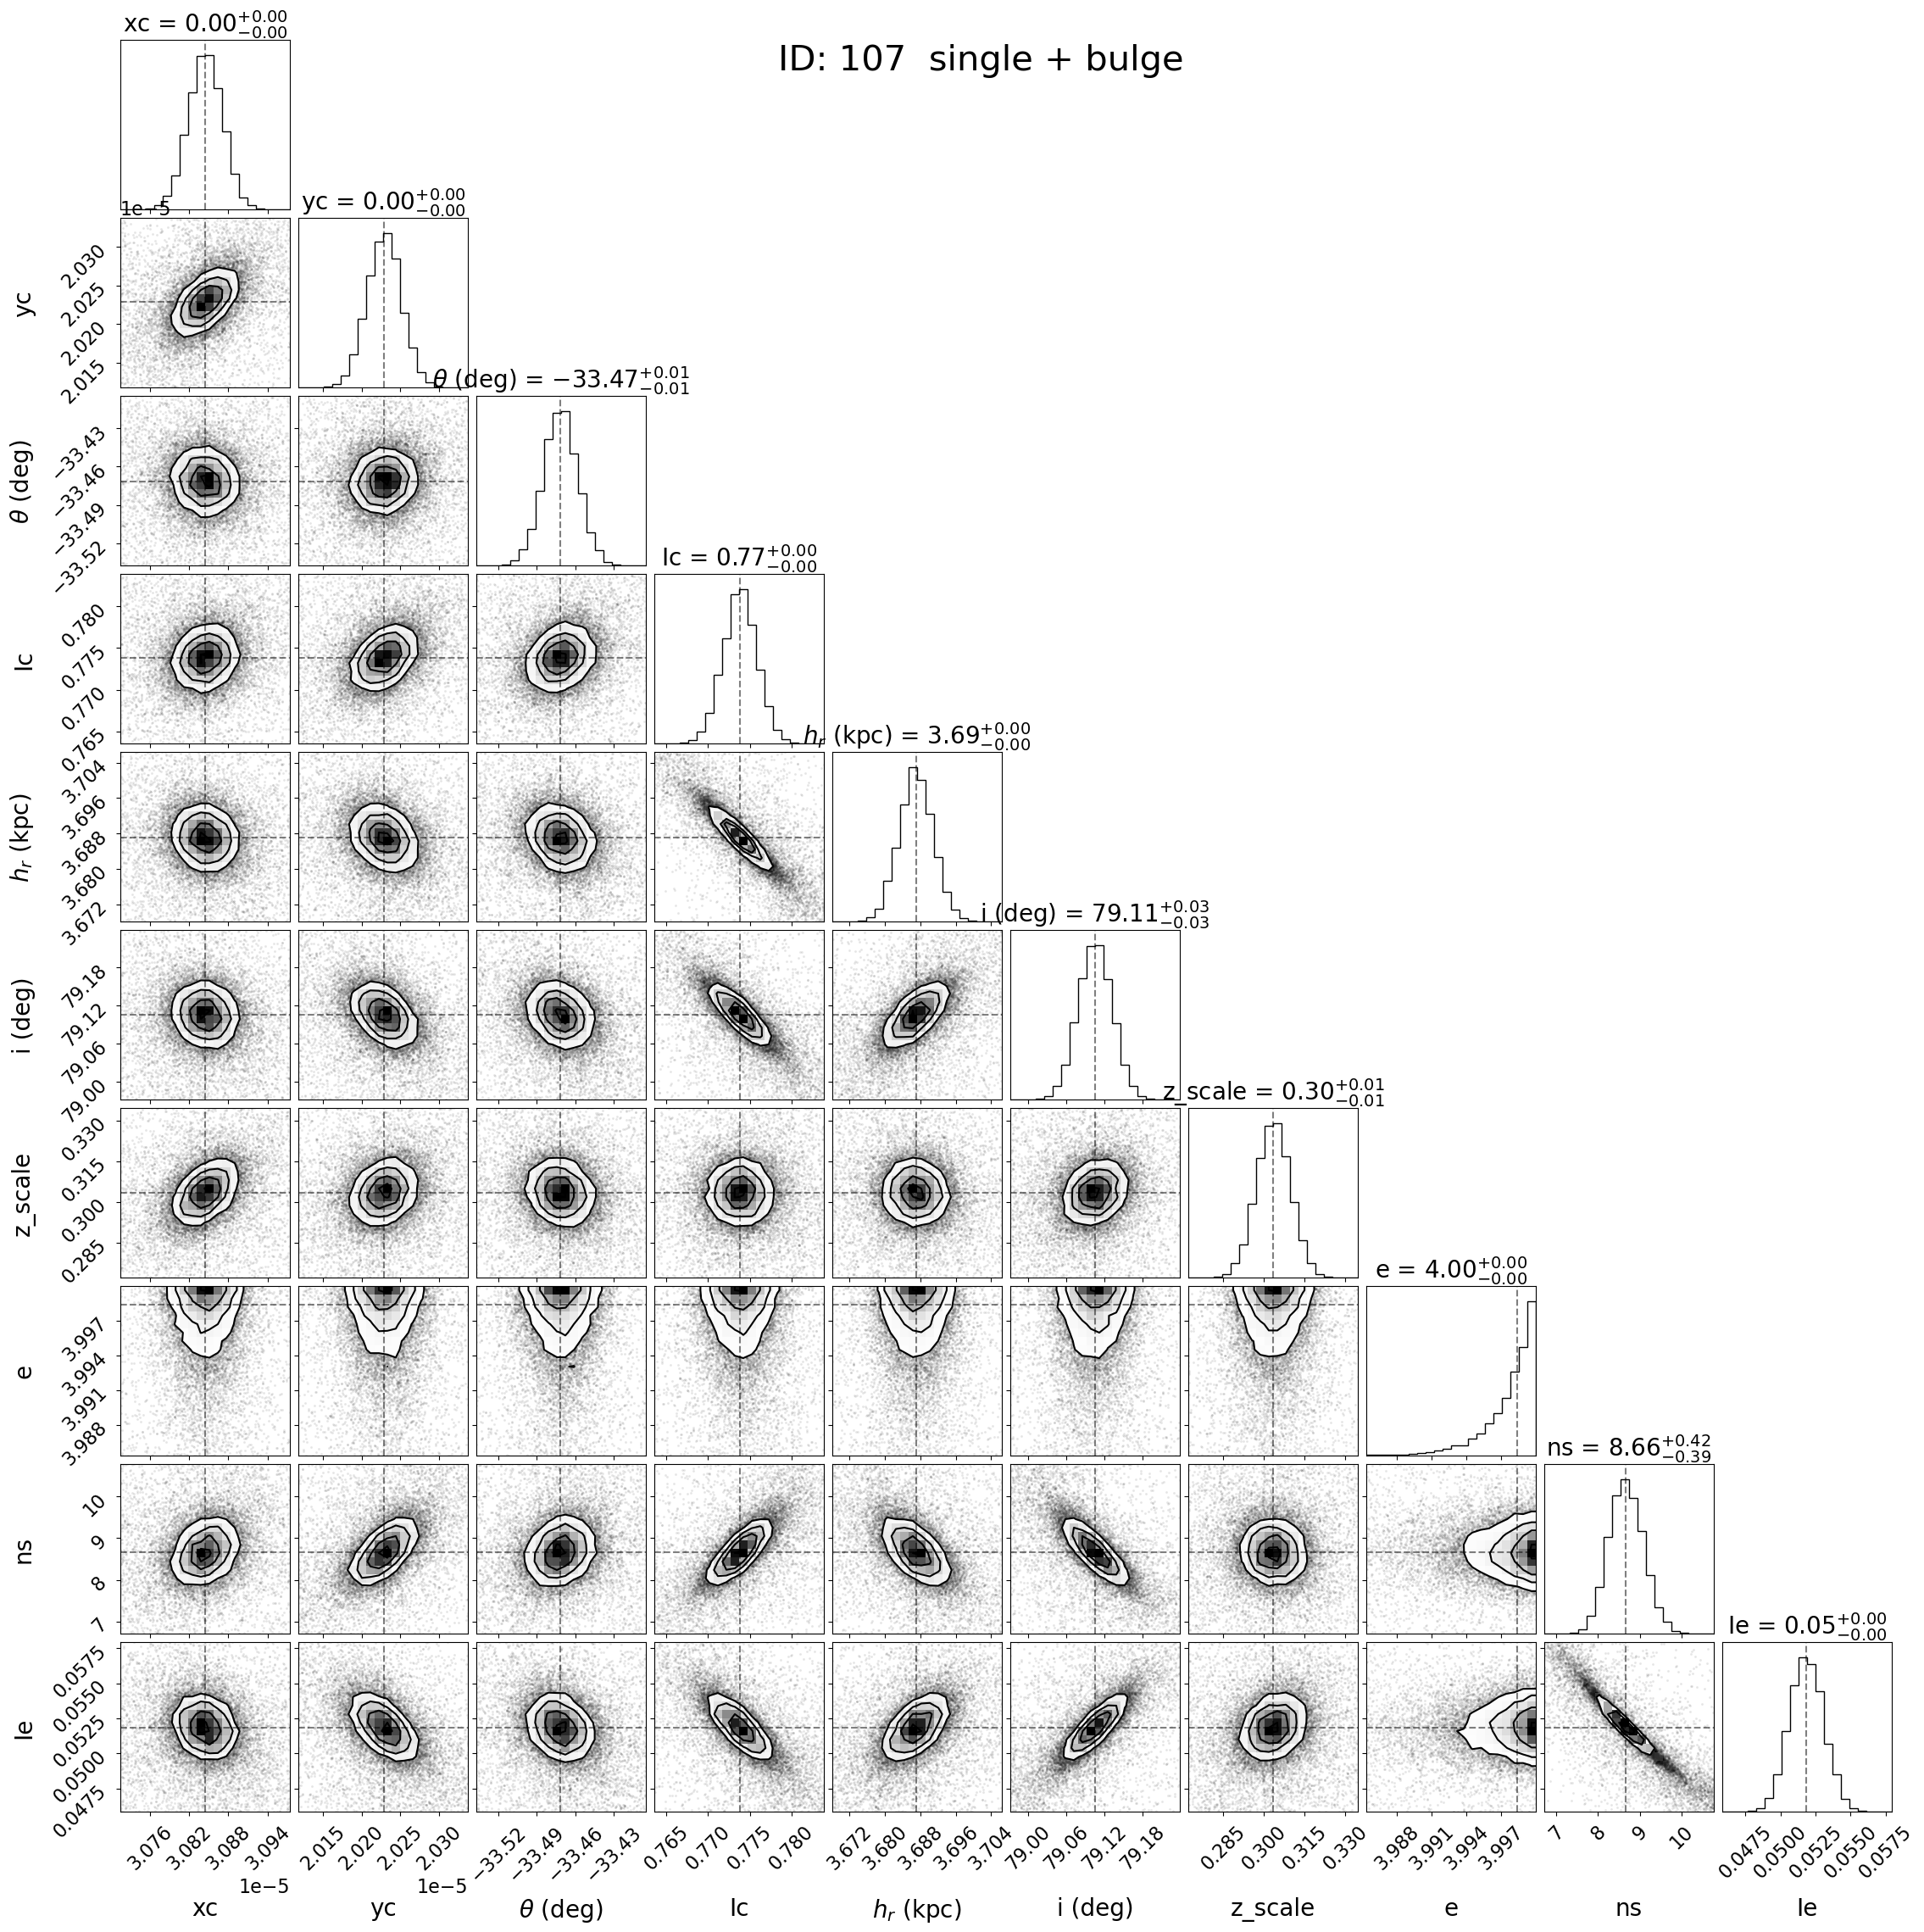 ID: 107  single + bulge
xc = 0.00+0.00 −0.00
1e−5
yc = 0.00+0.00 −0.00
yc
2.030
2.025
2.020
2.015
θ (deg) = −33.47+0.01 −0.01
θ (deg)
−33.43
−33.46
−33.49
−33.52
Ic = 0.77+0.00 −0.00
Ic
0.780
0.775
0.770
0.765
hr (kpc) = 3.69+0.00 −0.00
hr (kpc)
3.704
3.696
3.688
3.680
3.672
i (deg) = 79.11+0.03 −0.03
i (deg)
79.18
79.12
79.06
79.00
z_scale = 0.30+0.01 −0.01
z_scale
0.330
0.315
0.300
0.285
e = 4.00+0.00 −0.00
e
3.997
3.994
3.991
3.988
ns = 8.66+0.42 −0.39
ns
10
9
8
7
Ie = 0.05+0.00 −0.00
Ie
0.0575
0.0550
0.0525
0.0500
0.0475
3.076 3.082 3.088 3.094
2.015 2.020 2.025 2.030
−33.52 −33.49 −33.46 −33.43
0.765 0.770 0.775 0.780
3.672 3.680 3.688 3.696 3.704
79.00 79.06 79.12 79.18
0.285 0.300 0.315 0.330
3.988 3.991 3.994 3.997
7 8 9 10
0.0475 0.0500 0.0525 0.0550 0.0575
1e−5 1e−5
xc yc θ (deg) Ic hr (kpc) i (deg) z_scale e ns Ie